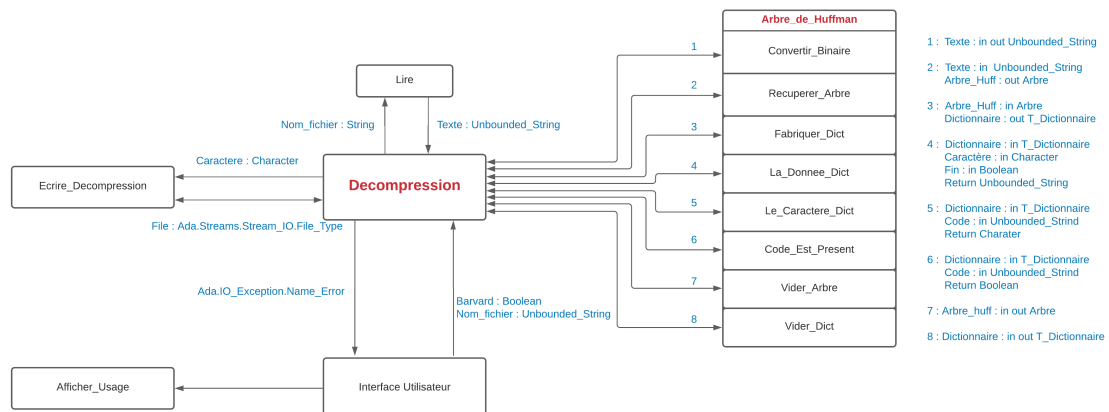 Arbre_de_Huffman
Convertir_Binaire
Recuperer_Arbre
Fabriquer_Dict
La_Donnee_Dict
Le_Caractere_Dict
Code_Est_Present
Vider_Arbre
Vider_Dict
1
2
3
4
5
6
7
8
1 : Texte : in out Unbounded_String
2 : Texte : in Unbounded_String
Arbre_Huff : out Arbre
3 : Arbre_Huff : in Arbre
Dictionnaire : out T_Dictionnaire
4 : Dictionnaire : in T_Dictionnaire
Caractère : in Character
Fin : in Boolean
Return Unbounded_String
5 : Dictionnaire : in T_Dictionnaire
Code : in Unbounded_Strind
Return Charater
6 : Dictionnaire : in T_Dictionnaire
Code : in Unbounded_Strind
Return Boolean
7 : Arbre_huff : in out Arbre
8 : Dictionnaire : in out T_Dictionnaire
Lire
Nom_fichier : String
Texte : Unbounded_String
Caractere : Character
Ecrire_Decompression
Decompression
File : Ada.Streams.Stream_IO.File_Type
Ada.IO_Exception.Name_Error
Barvard : Boolean
Nom_fichier : Unbounded_String
Afficher_Usage
Interface Utilisateur